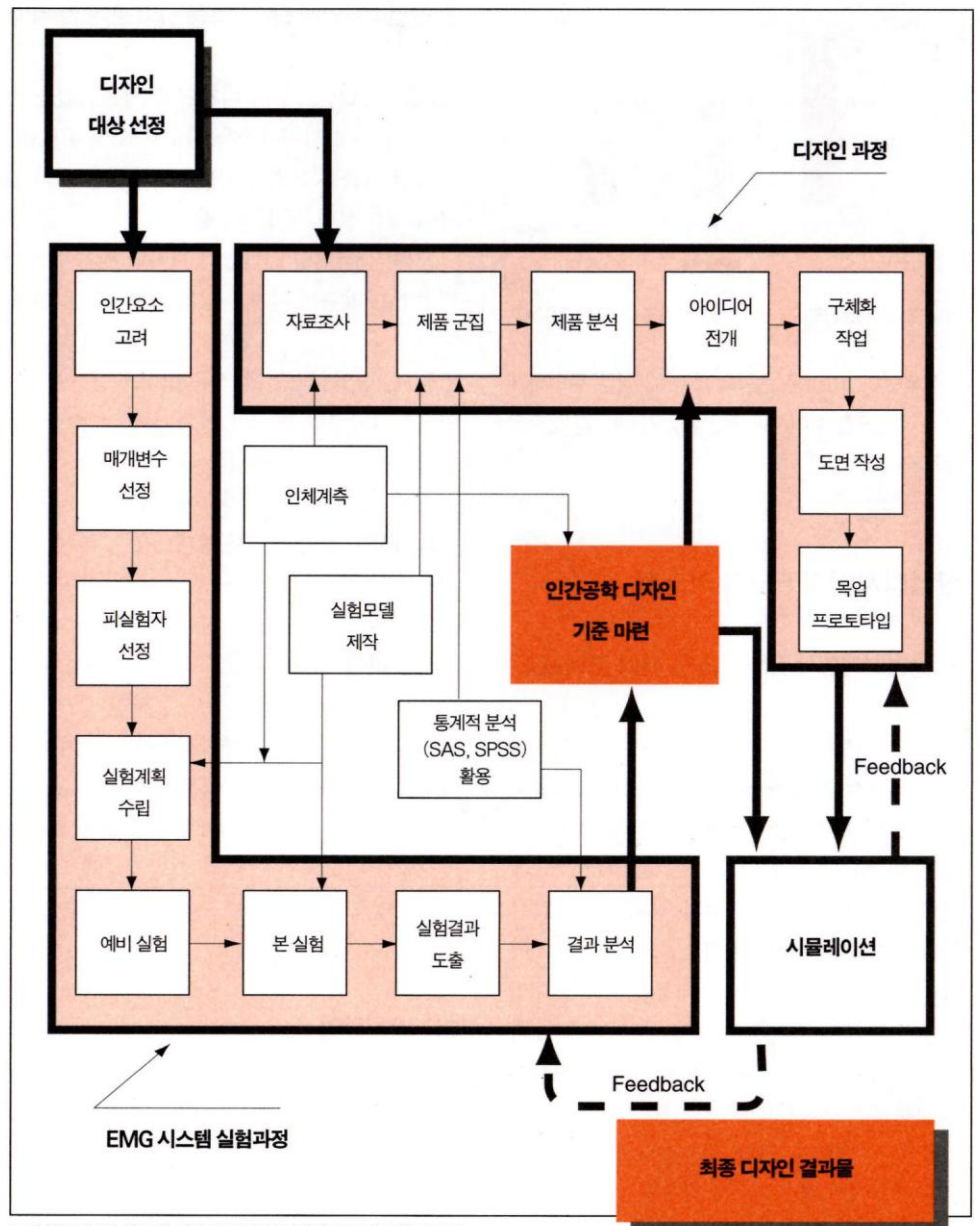 디자인
대상 선정
디자인 과정
인간요소
고려
자료조사
제품 군집
제품 분석
아이디어
전개
구체화
작업
매개변수
선정
인체계측
도면 작성
피실험자
선정
실험모델
제작
인간공학 디자인
기준 마련
목업
프로토타입
실험계획
수립
통계적 분석
(SAS, SPSS)
활용
Feedback
예비 실험
본 실험
실험결과
도출
결과 분석
시뮬레이션
Feedback
EMG 시스템 실험과정
최종 디자인 결과물